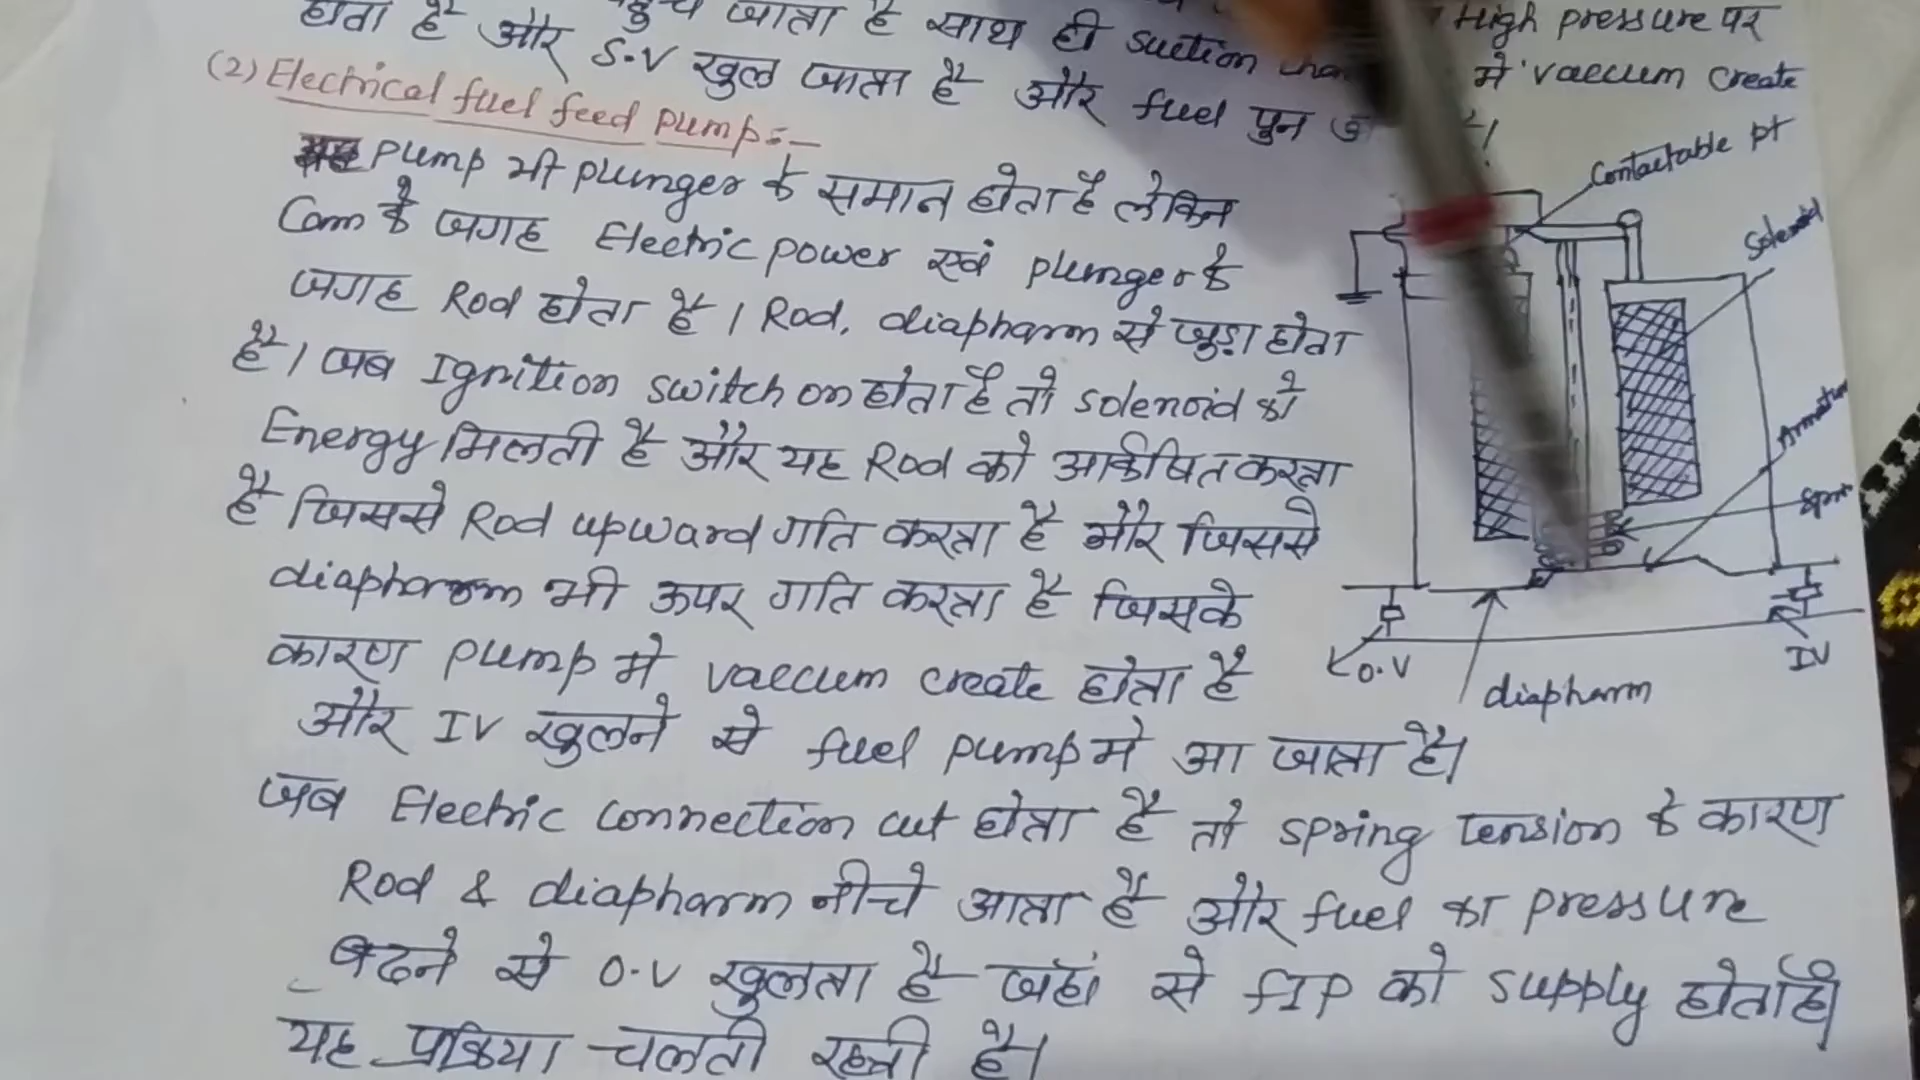 होता है और S.V खुल जाता है और fuel पुन
पहुंच जाता है साथ ही suction में vaccum create
High pressure पर
(2) Electrical fuel feed pump:-
pump भी plunger के समान होता है लेकिन
Cam के जगह Electric power एवं plunger के
जगह Rod होता है। Rod, diapharm से जुड़ा होता
है। जब Ignition switch on होता है तो solenoid को
Energy मिलती है और यह Rod को आर्कषित करता
है जिससे Rod upward गति करता है और जिससे
diapharm भी ऊपर गति करता है जिसके
कारण pump मे vaccum create होता है
और IV खुलने से fuel pump मे आ जाता है।
जब Electric connection cut होता है तो spring tension के कारण
Rod & diapharm नीचे आता है और fuel का pressure
बढने से O.V खुलता है जहां से FIP को supply होता है।
यह प्रक्रिया चलती रहती है।
Contactable pt
Solenoid
O.V
IV
diapharm